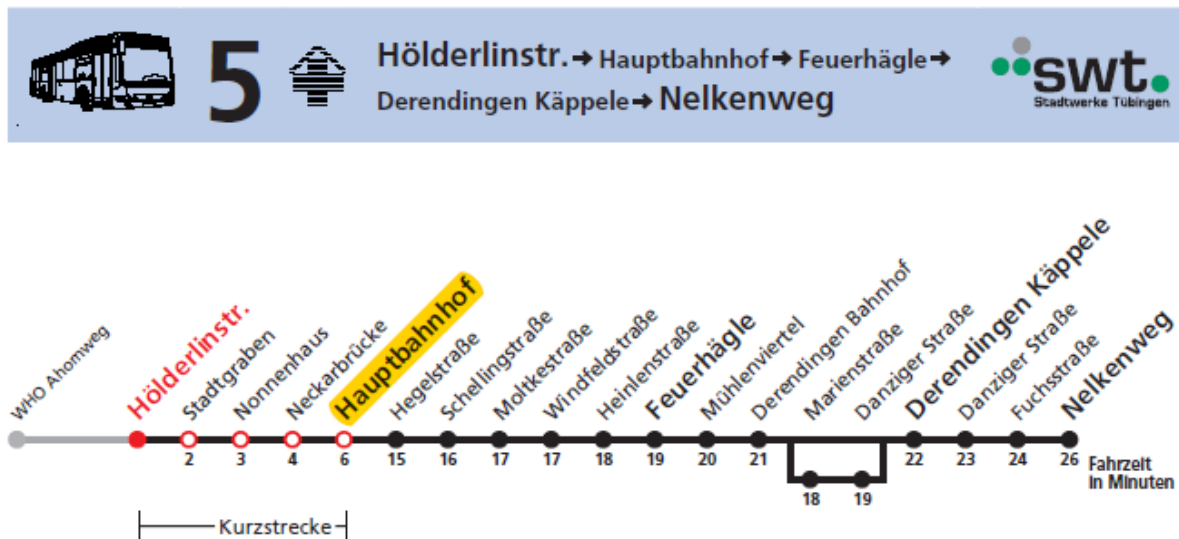 5
Hölderlinstr. → Hauptbahnhof → Feuerhägle →
Derendingen Käppele → Nelkenweg
swt.
Stadtwerke Tübingen
WHO Ahornweg
Hölderlinstr.
Stadtgraben
Nonnenhaus
Neckarbrücke
Hauptbahnhof
Hegelstraße
Schellingstraße
Moltkestraße
Windfeldstraße
Heinlenstraße
Feuerhägle
Mühlenviertel
Derendingen Bahnhof
Marienstraße
Danziger Straße
Derendingen Käppele
Danziger Straße
Fuchsstraße
Nelkenweg
2 3 4 6 15 16 17 17 18 19 20 21 22 23 24 26 Fahrzeit
in Minuten
18 19
Kurzstrecke